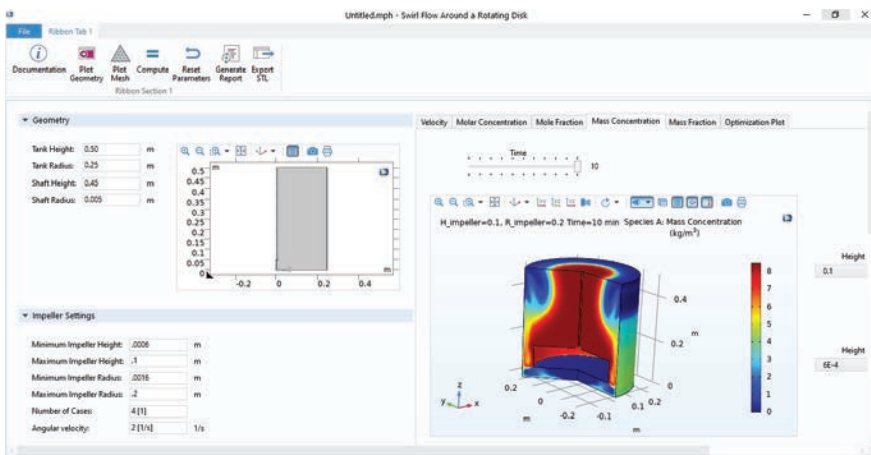 Untitled.mph - Swirl Flow Around a Rotating Disk
File Ribbon Tab 1
Documentation Plot Geometry Plot Mesh Compute Reset Parameters Generate Report Export STL
Ribbon Section 1
Geometry
Tank Height: 0.50 m
Tank Radius: 0.25 m
Shaft Height: 0.45 m
Shaft Radius: 0.005 m
m
0.5
0.45
0.4
0.35
0.3
0.25
0.2
0.15
0.1
0.05
0
-0.2 0 0.2 0.4
m
Impeller Settings
Minimum Impeller Height: .0006 m
Maximum Impeller Height: .1 m
Minimum Impeller Radius: .0016 m
Maximum Impeller Radius: .2 m
Number of Cases: 4 [1]
Angular velocity: 2 [1/s] 1/s
Velocity Molar Concentration Mole Fraction Mass Concentration Mass Fraction Optimization Plot
Time
10
H_impeller=0.1, R_impeller=0.2 Time=10 min Species A: Mass Concentration
(kg/m³)
8
7
6
5
4
3
2
1
0
0.4
0.2
m
0
0.2
0
-0.2
m
-0.1
0.1
0.2
m
z
y
x
Height
0.1
Height
6E-4